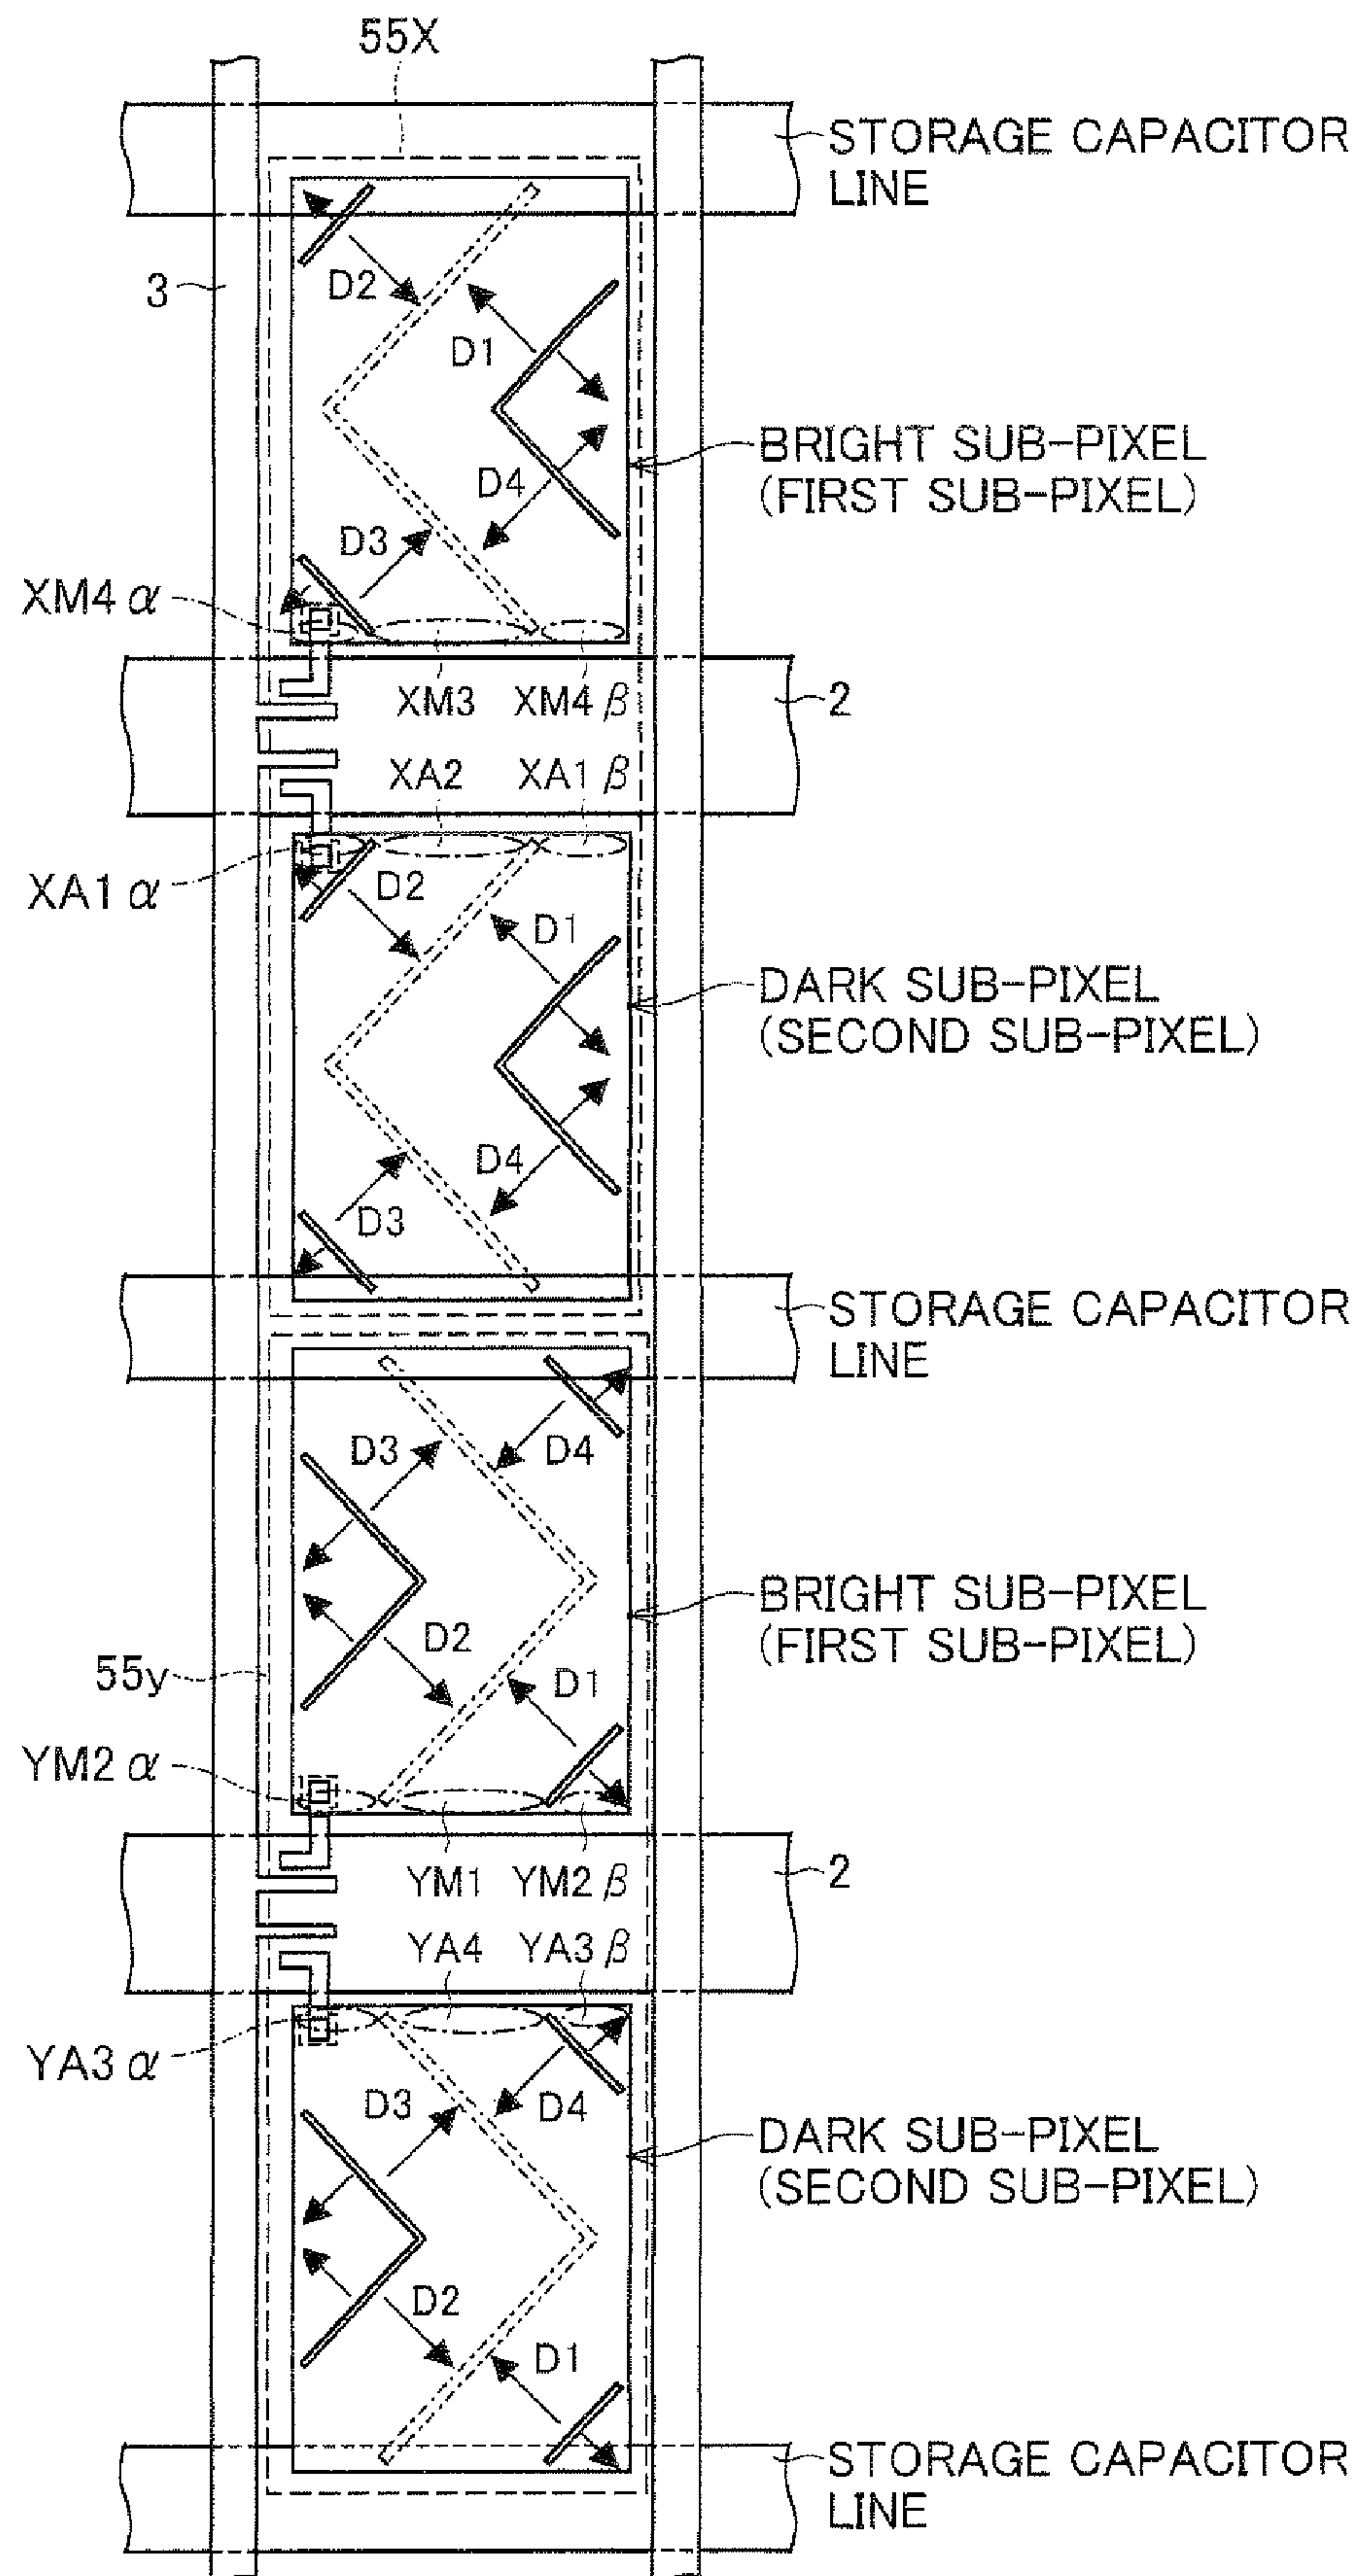 55X
STORAGE CAPACITOR
LINE
3
D2
D1
BRIGHT SUB-PIXEL
(FIRST SUB-PIXEL)
D4
D3
XM4 α
XM3 XM4 β
2
XA2 XA1 β
XA1 α
D2
D1
DARK SUB-PIXEL
(SECOND SUB-PIXEL)
D4
D3
STORAGE CAPACITOR
LINE
D3 D4
BRIGHT SUB-PIXEL
(FIRST SUB-PIXEL)
D2
55y
D1
YM2 α
YM1 YM2 β
2
YA4 YA3 β
YA3 α
D3 D4
DARK SUB-PIXEL
(SECOND SUB-PIXEL)
D2
D1
STORAGE CAPACITOR
LINE